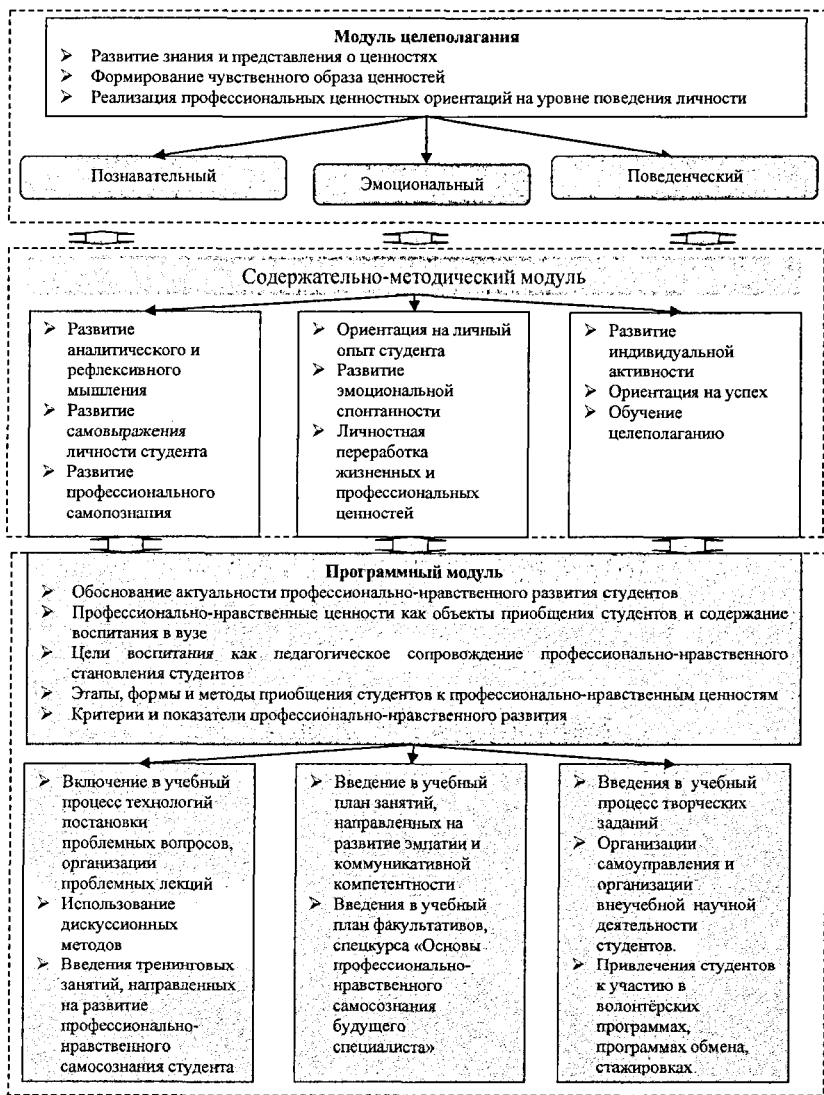 Модуль целеполагания
➤ Развитие знания и представления о ценностях
➤ Формирование чувственного образа ценностей
➤ Реализация профессиональных ценностных ориентаций на уровне поведения личности
Познавательный
Эмоциональный
Поведенческий
Содержательно-методический модуль
➤ Развитие
аналитического и
рефлексивного
мышления
➤ Развитие
самовыражения
личности студента
➤ Развитие
профессионального
самопознания
➤ Ориентация на личный
опыт студента
➤ Развитие
эмоциональной
спонтанности
➤ Личностная
переработка
жизненных и
профессиональных
ценностей
➤ Развитие
индивидуальной
активности
➤ Ориентация на успех
➤ Обучение
целеполаганию
Программный модуль
➤ Обоснование актуальности профессионально-нравственного развития студентов
➤ Профессионально-нравственные ценности как объекты приобщения студентов и содержание
воспитания в вузе
➤ Цели воспитания как педагогическое сопровождение профессионально-нравственного
становления студентов
➤ Этапы, формы и методы приобщения студентов к профессионально-нравственным ценностям
➤ Критерии и показатели профессионально-нравственного развития
➤ Включение в учебный
процесс технологий
постановки
проблемных вопросов,
организации
проблемных лекций
➤ Использование
дискуссионных
методов
➤ Введения тренинговых
занятий, направленных
на развитие
профессионально-
нравственного
самосознания студента
➤ Введение в учебный
план занятий,
направленных на
развитие эмпатии и
коммуникативной
компетентности
➤ Введения в учебный
план факультативов,
спецкурса «Основы
профессионально-
нравственного
самосознания
будущего
специалиста»
➤ Введения в учебный
процесс творческих
заданий
➤ Организации
самоуправления и
организации
внеучебной научной
деятельности
студентов.
➤ Привлечения студентов
к участию в
волонтёрских
программах,
программах обмена,
стажировках.